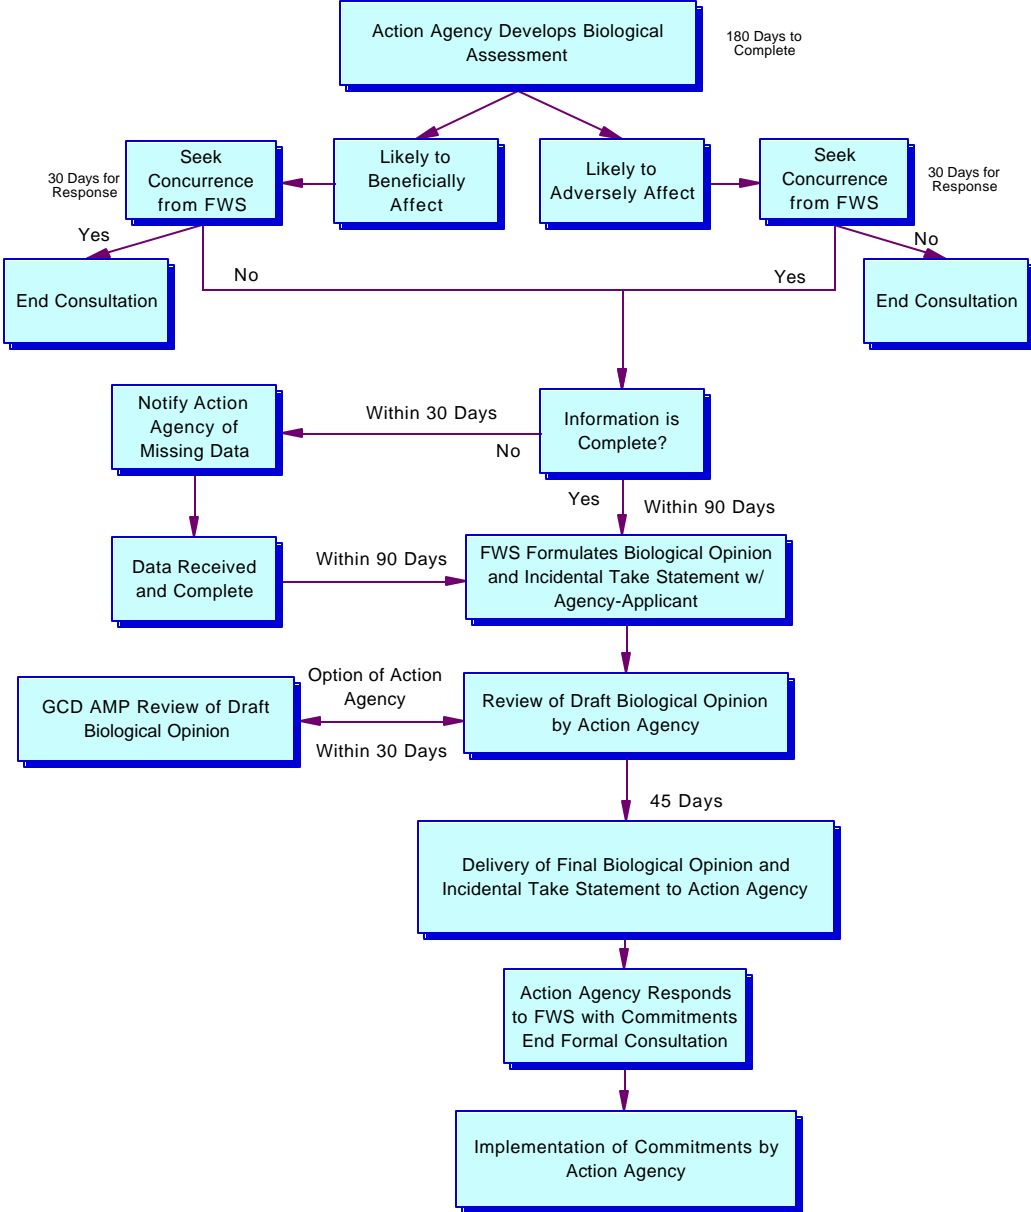 Action Agency Develops Biological
Assessment
180 Days to
Complete
Seek
Concurrence
from FWS
30 Days for
Response
Likely to
Beneficially
Affect
Likely to
Adversely Affect
Seek
Concurrence
from FWS
30 Days for
Response
Yes
No
Yes
No
End Consultation
End Consultation
Information is
Complete?
Within 30 Days
No
Notify Action
Agency of
Missing Data
Yes
Within 90 Days
Data Received
and Complete
Within 90 Days
FWS Formulates Biological Opinion
and Incidental Take Statement w/
Agency-Applicant
Option of Action
Agency
Within 30 Days
GCD AMP Review of Draft
Biological Opinion
Review of Draft Biological Opinion
by Action Agency
45 Days
Delivery of Final Biological Opinion and
Incidental Take Statement to Action Agency
Action Agency Responds
to FWS with Commitments
End Formal Consultation
Implementation of Commitments by
Action Agency